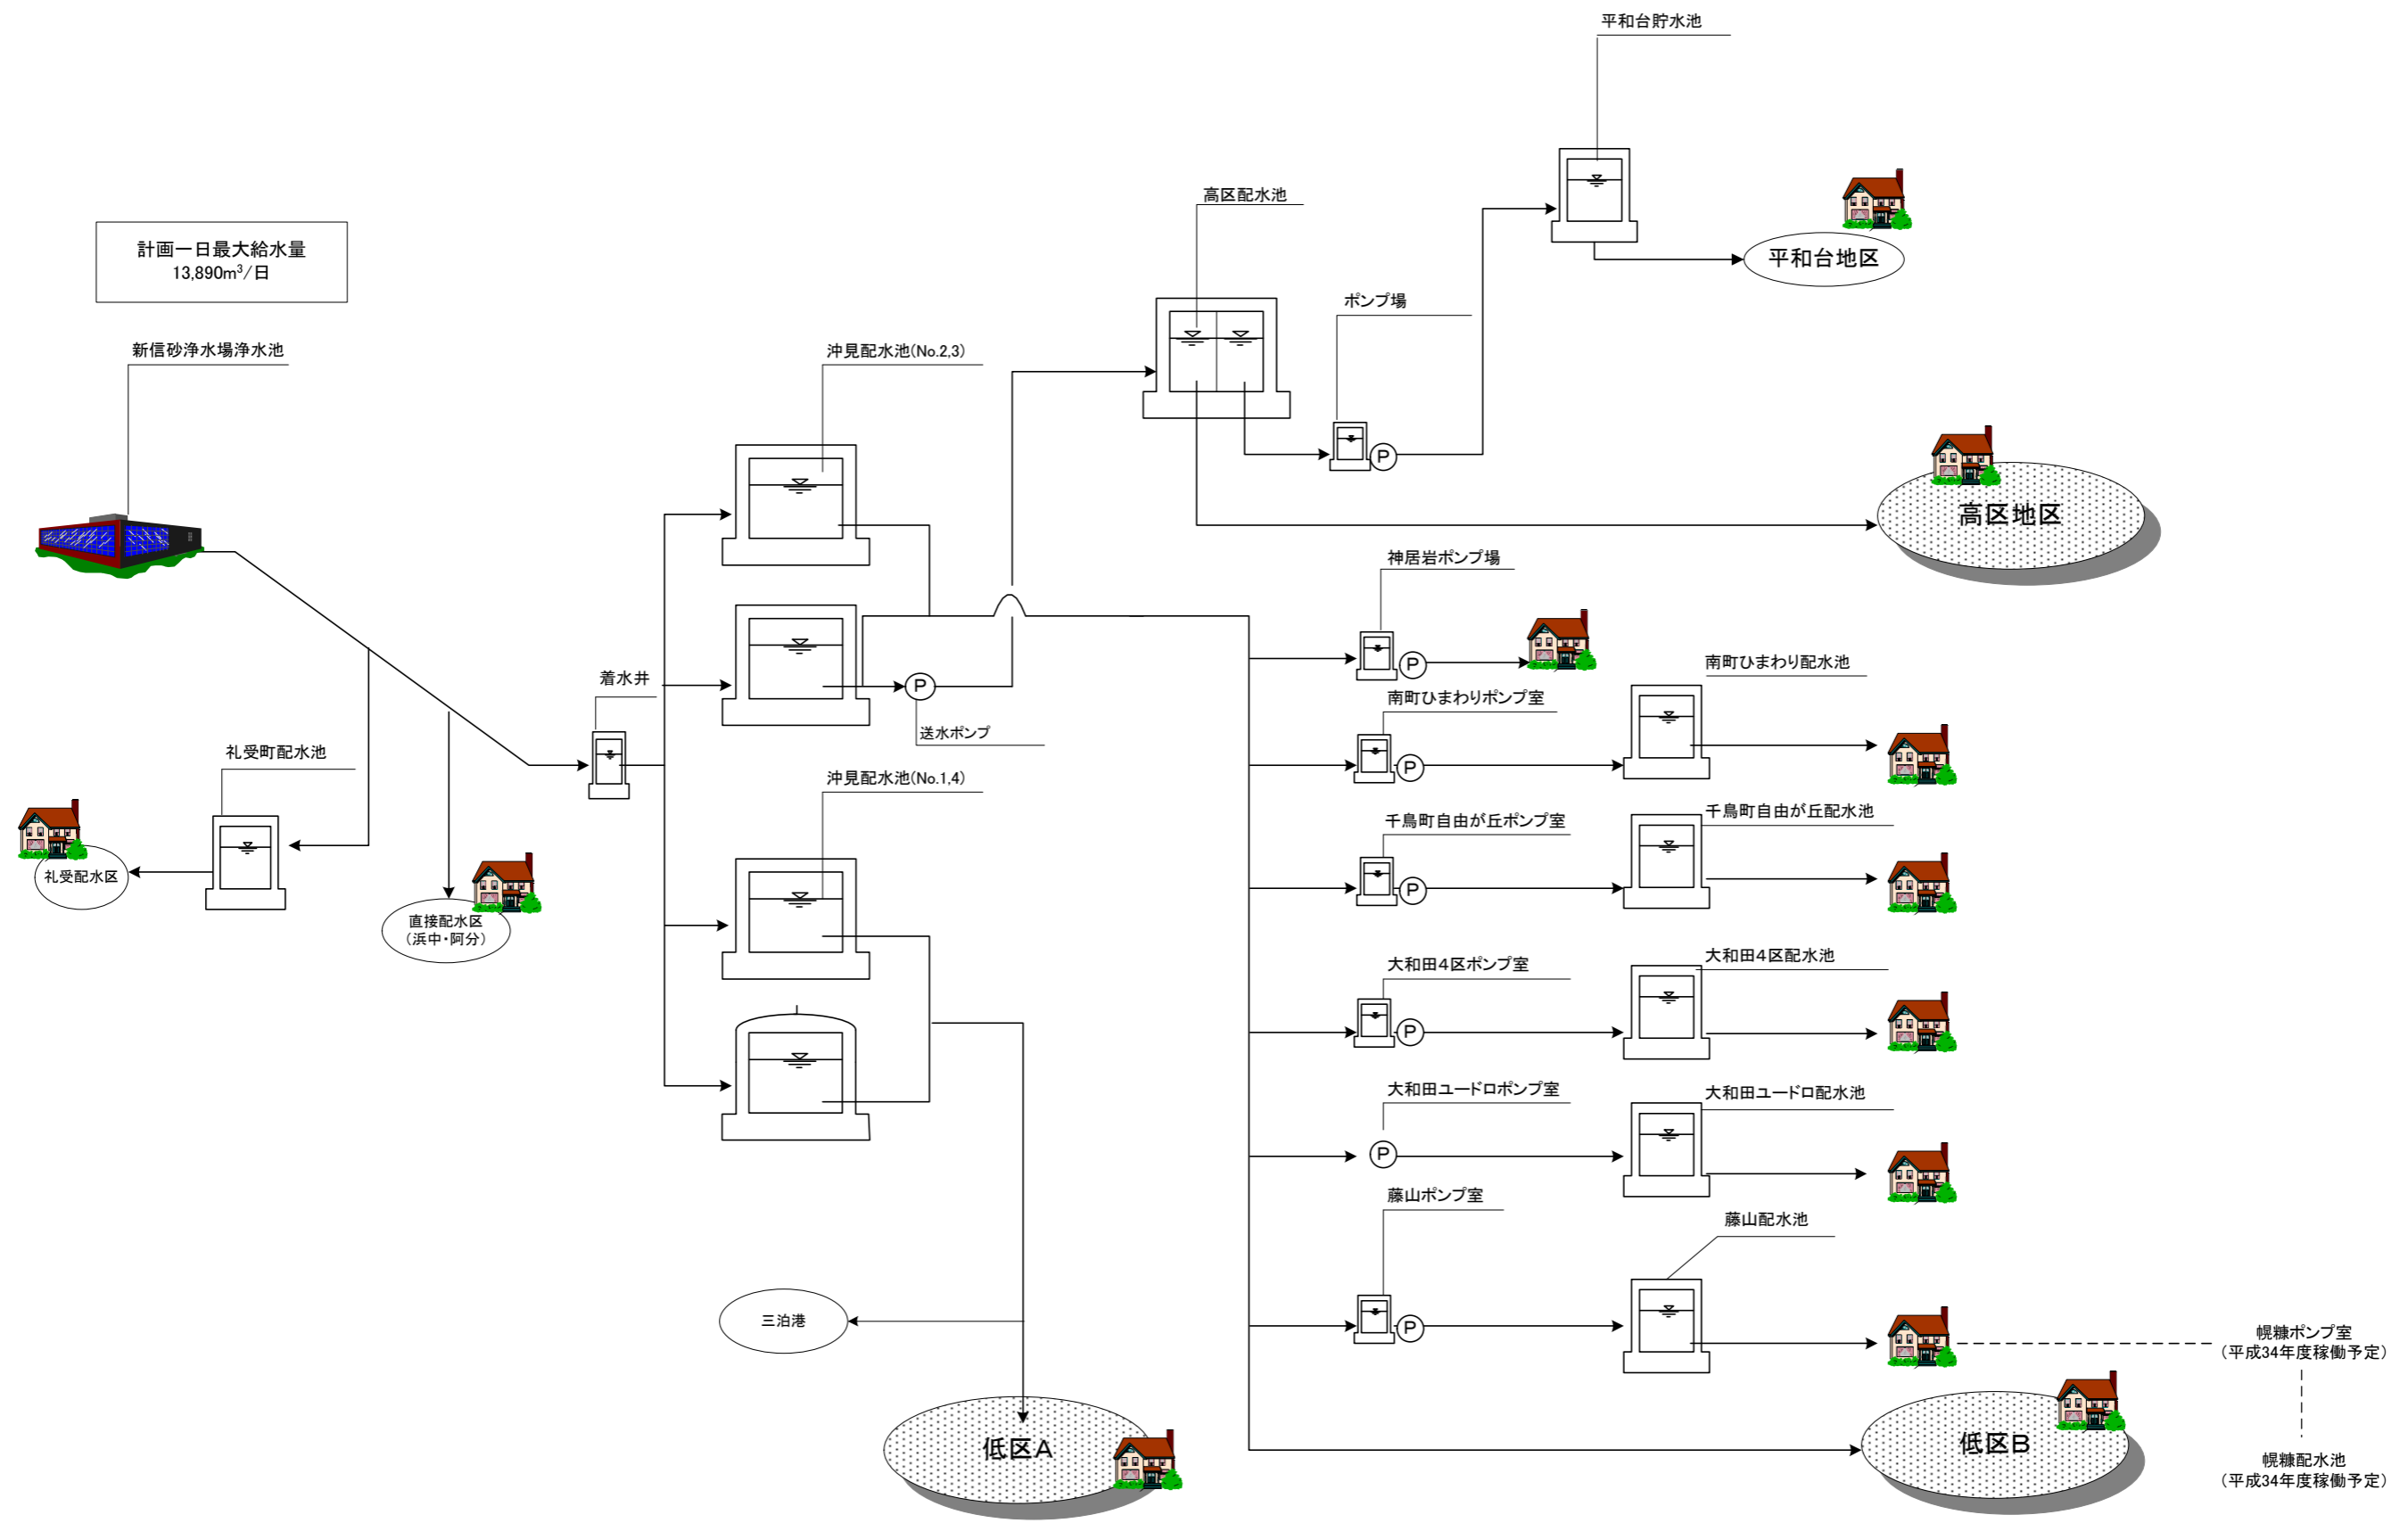 平和台貯水池
高区配水池
平和台地区
計画一日最大給水量
13,890m³/日
ポンプ場
新信砂浄水場浄水池
沖見配水池(No.2,3)
高区地区
神居岩ポンプ場
着水井
南町ひまわり配水池
南町ひまわりポンプ室
P
P
P
P
送水ポンプ
礼受町配水池
沖見配水池(No.1,4)
千鳥町自由が丘配水池
千鳥町自由が丘ポンプ室
P
礼受配水区
直接配水区
(浜中・阿分)
大和田4区配水池
大和田4区ポンプ室
P
大和田ユードロポンプ室
大和田ユードロ配水池
P
藤山ポンプ室
藤山配水池
三泊港
P
幌糠ポンプ室
(平成34年度稼働予定)
低区A
低区B
幌糠配水池
(平成34年度稼働予定)